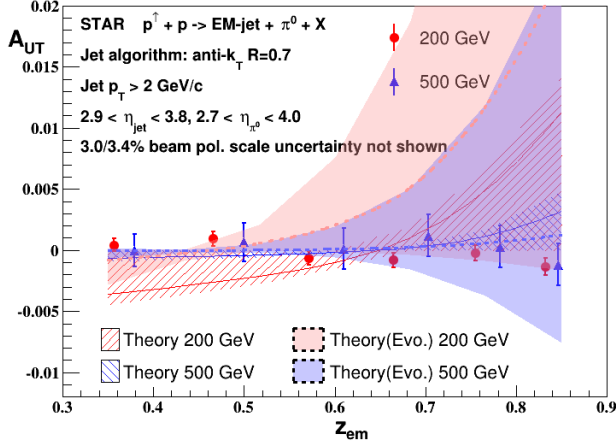 0.02
A_UT
STAR p↑ + p -> EM-jet + π⁰ + X
200 GeV
Jet algorithm: anti-k_T R=0.7
0.015
Jet p_T > 2 GeV/c
500 GeV
2.9 < η_jet < 3.8, 2.7 < η_π⁰ < 4.0
0.01
3.0/3.4% beam pol. scale uncertainty not shown
0.005
0
-0.005
Theory 200 GeV
Theory(Evo.) 200 GeV
Theory 500 GeV
Theory(Evo.) 500 GeV
-0.01
0.3 0.4 0.5 0.6 0.7 0.8 0.9
z_em